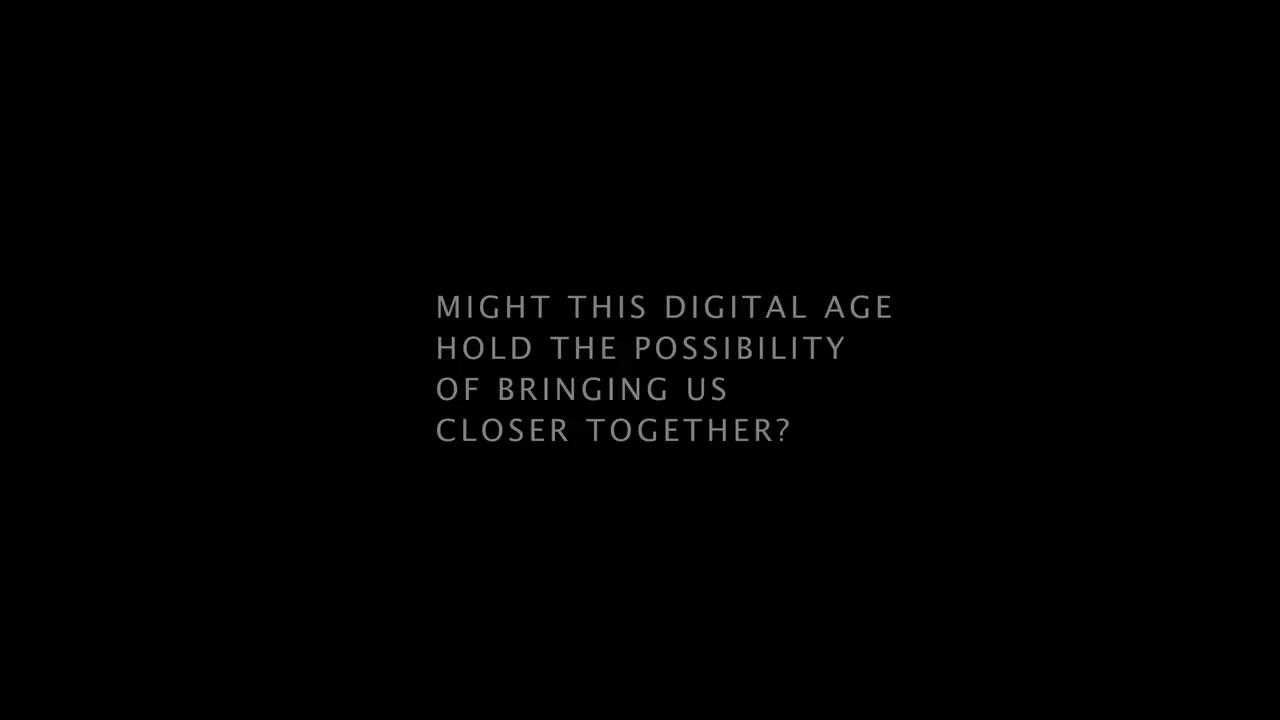 MIGHT THIS DIGITAL AGE
HOLD THE POSSIBILITY
OF BRINGING US
CLOSER TOGETHER?